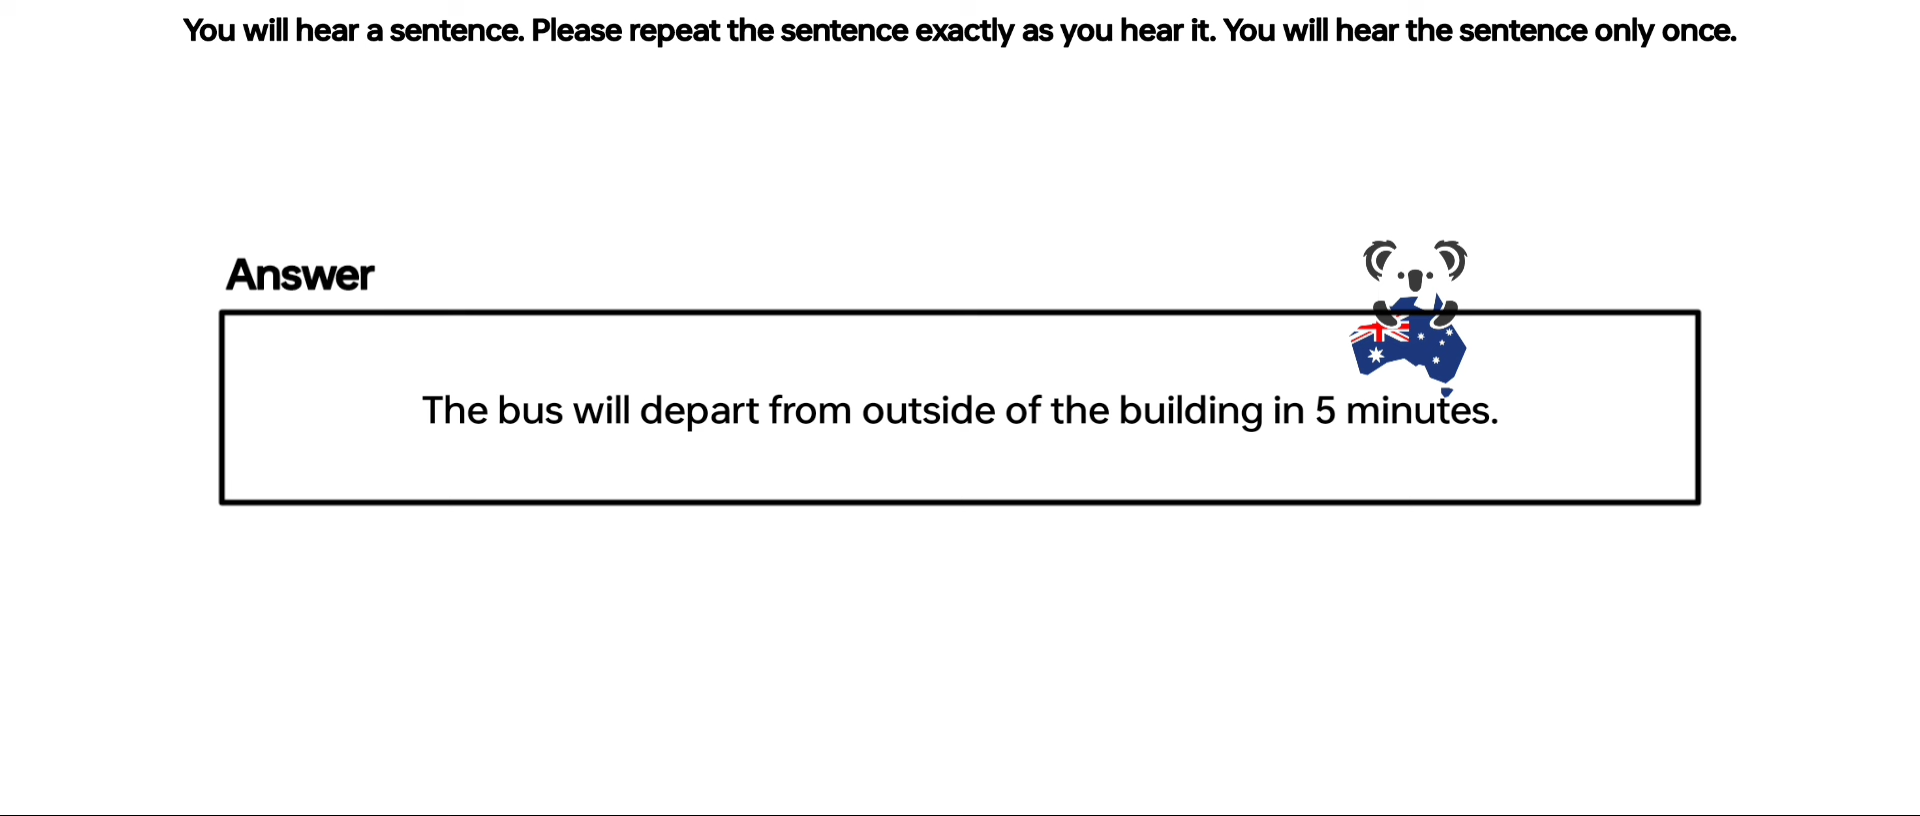 You will hear a sentence. Please repeat the sentence exactly as you hear it. You will hear the sentence only once.
Answer
The bus will depart from outside of the building in 5 minutes.